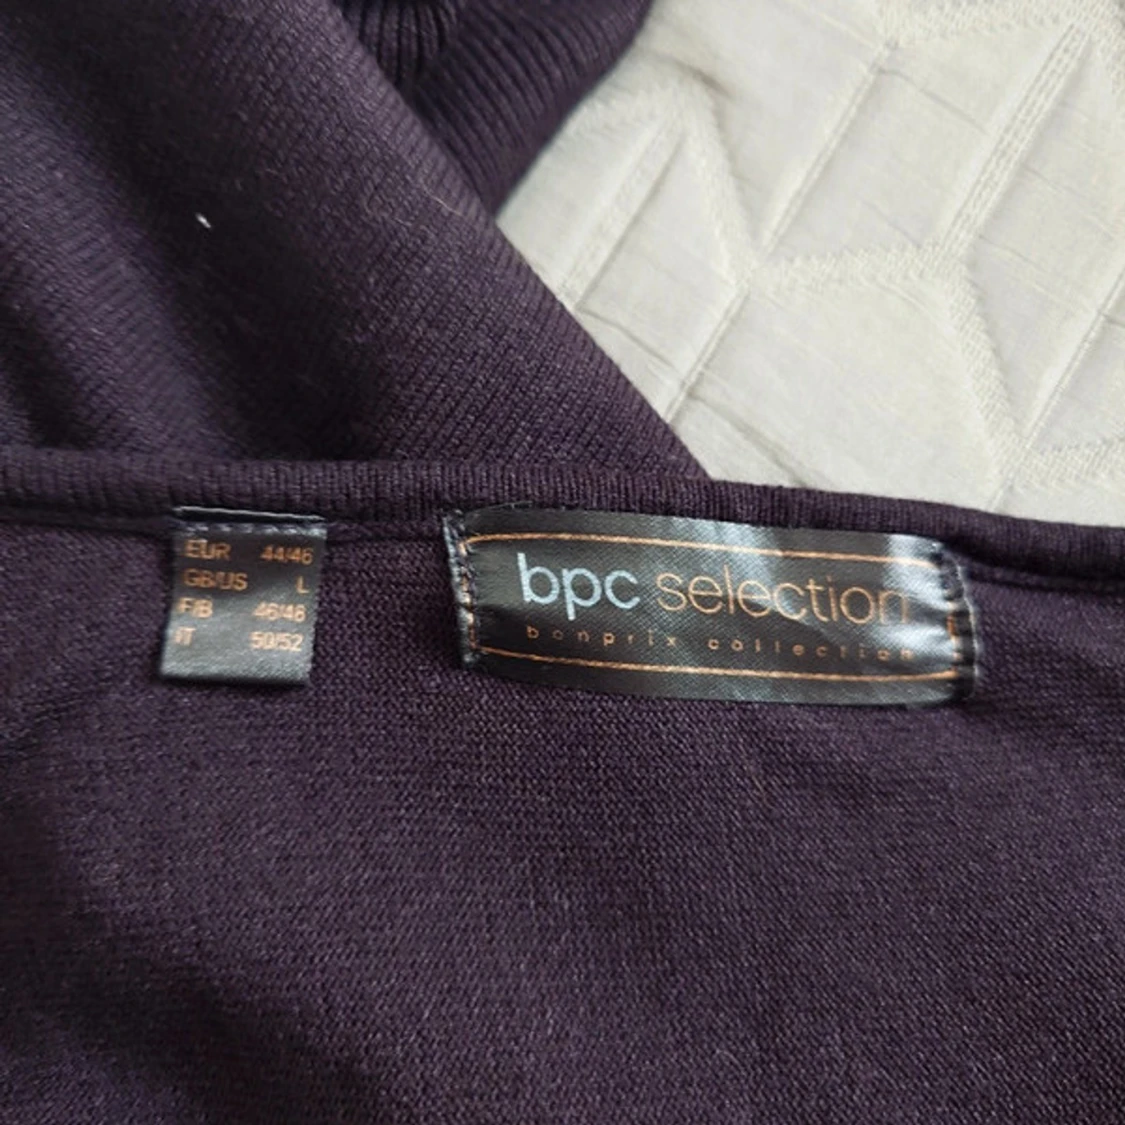 EUR 44/46
GB/US L
F/B 46/48
IT 50/52
bpc selection
bonprix collection